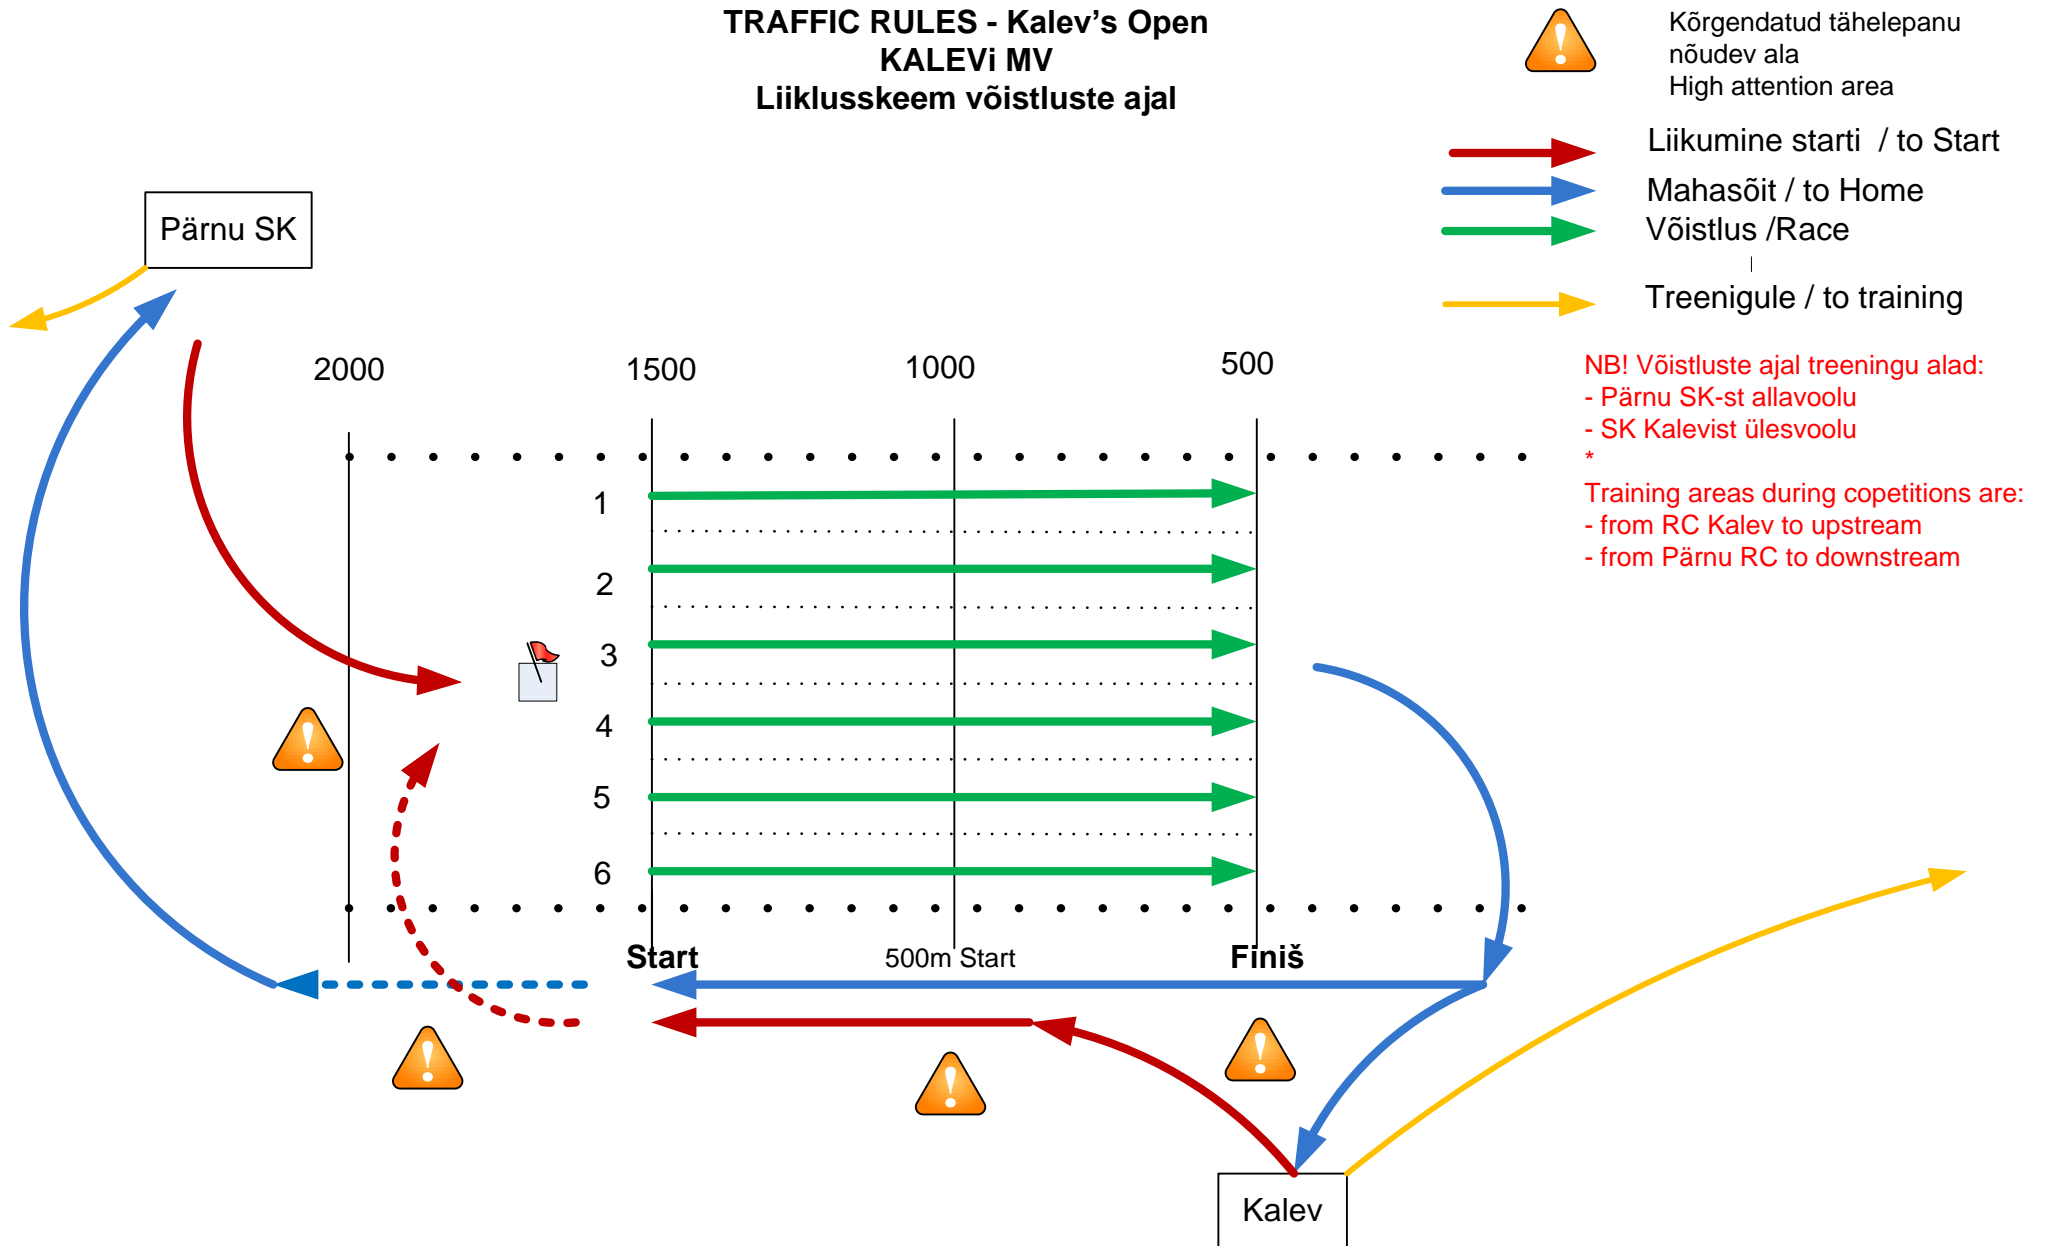 TRAFFIC RULES - Kalev's Open
KALEVi MV
Liiklusskeem võistluste ajal
Kõrgendatud tähelepanu
nõudev ala
High attention area
Liikumine starti / to Start
Mahasõit / to Home
Võistlus /Race
Treenigule / to training
Pärnu SK
2000
1500
1000
500
NB! Võistluste ajal treeningu alad:
- Pärnu SK-st allavoolu
- SK Kalevist ülesvoolu
*
Training areas during copetitions are:
- from RC Kalev to upstream
- from Pärnu RC to downstream
1
2
3
4
5
6
Start
500m Start
Finiš
Kalev